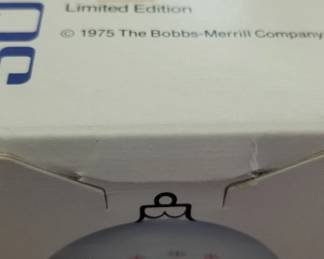 Limited Edition
© 1975 The Bobbs-Merrill Company